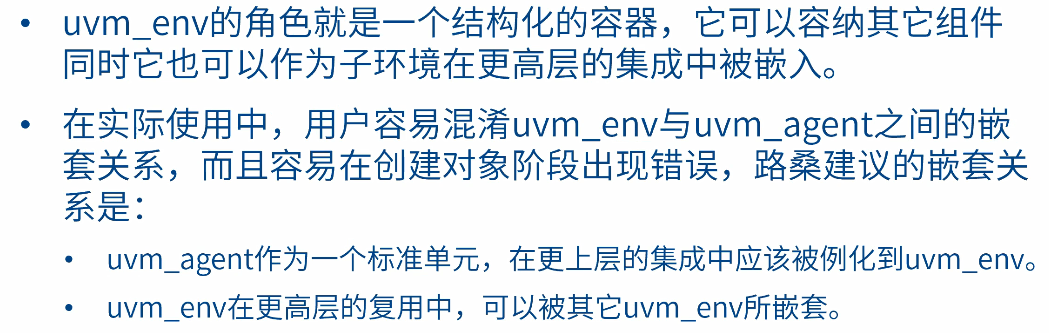 • uvm_env的角色就是一个结构化的容器，它可以容纳其它组件
同时它也可以作为子环境在更高层的集成中被嵌入。
• 在实际使用中，用户容易混淆uvm_env与uvm_agent之间的嵌
套关系，而且容易在创建对象阶段出现错误，路桑建议的嵌套关
系是：
• uvm_agent作为一个标准单元，在更上层的集成中应该被例化到uvm_env。
• uvm_env在更高层的复用中，可以被其它uvm_env所嵌套。